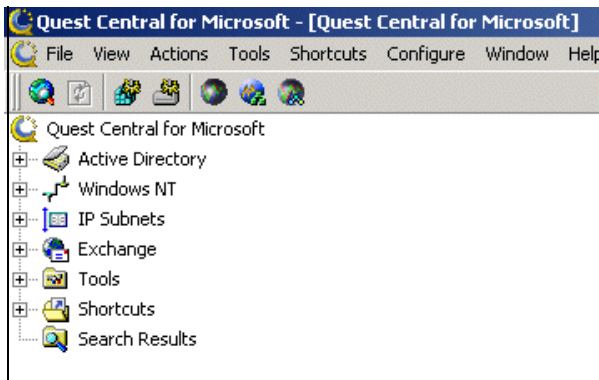 Quest Central for Microsoft - [Quest Central for Microsoft]
File View Actions Tools Shortcuts Configure Window Help
Quest Central for Microsoft
Active Directory
Windows NT
IP Subnets
Exchange
Tools
Shortcuts
Search Results